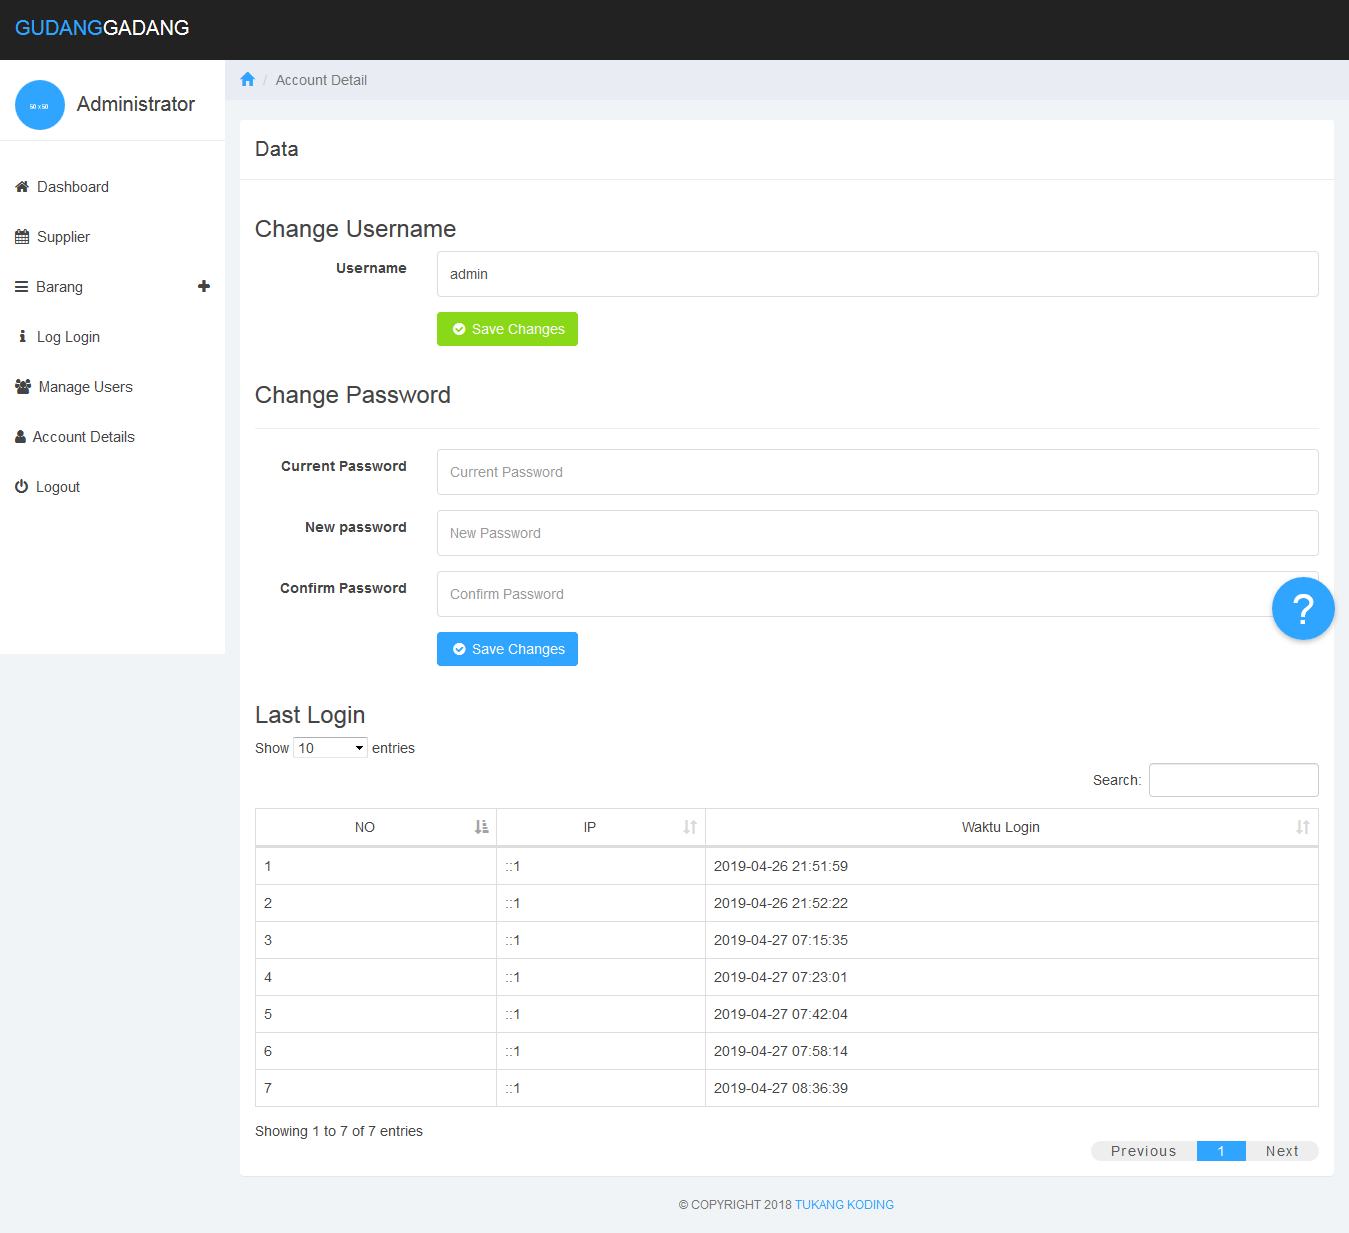 GUDANGGADANG
50 x 50
Administrator
Dashboard
Supplier
Barang
Log Login
Manage Users
Account Details
Logout
/ Account Detail
Data
Change Username
Username
admin
Save Changes
Change Password
Current Password
Current Password
New password
New Password
Confirm Password
Confirm Password
?
Save Changes
Last Login
Show 10 entries
Search:
NO IP Waktu Login
1 ::1 2019-04-26 21:51:59
2 ::1 2019-04-26 21:52:22
3 ::1 2019-04-27 07:15:35
4 ::1 2019-04-27 07:23:01
5 ::1 2019-04-27 07:42:04
6 ::1 2019-04-27 07:58:14
7 ::1 2019-04-27 08:36:39
Showing 1 to 7 of 7 entries
Previous 1 Next
© COPYRIGHT 2018 TUKANG KODING